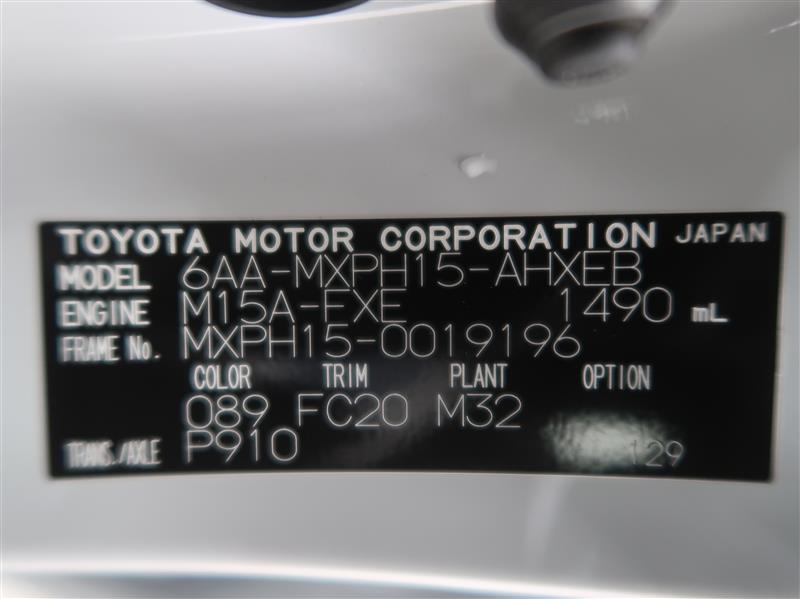 TOYOTA MOTOR CORPORATION JAPAN
MODEL 6AA-MXPH15-AHXEB
ENGINE M15A-FXE 1490 mL
FRAME No. MXPH15-0019196
COLOR TRIM PLANT OPTION
089 FC20 M32
TRANS./AXLE P910 129